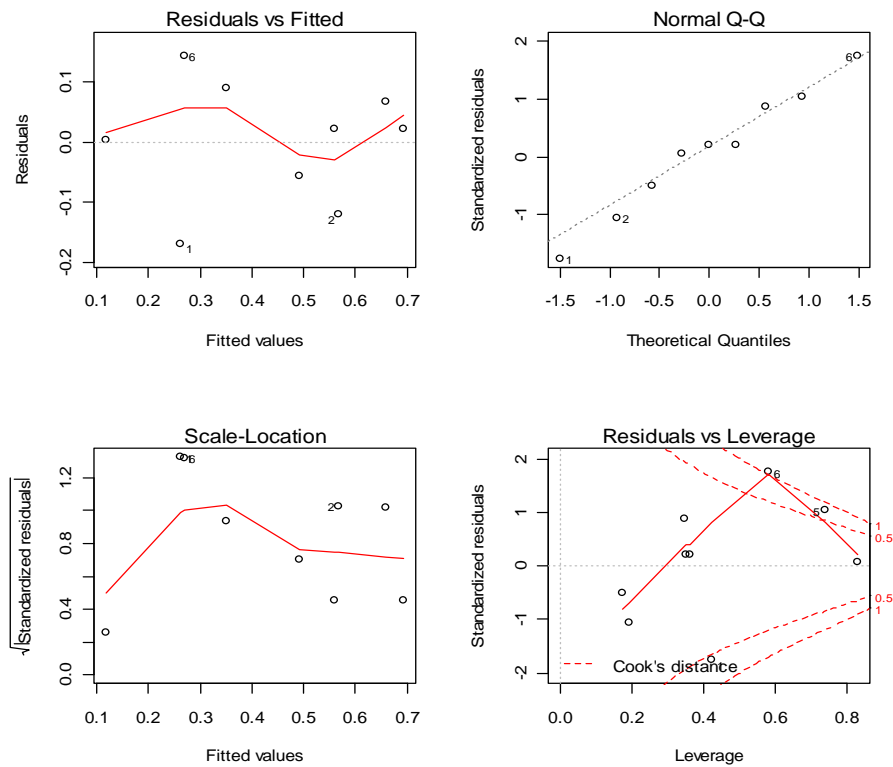 Residuals vs Fitted
Residuals
0.1
0.0
-0.1
-0.2
6
1
2
0.1 0.2 0.3 0.4 0.5 0.6 0.7
Fitted values
Normal Q-Q
Standardized residuals
2
1
0
-1
6
2
1
-1.5 -0.5 0.0 0.5 1.0 1.5
Theoretical Quantiles
Scale-Location
√|Standardized residuals|
1.2
0.8
0.4
0.0
6
2
0.1 0.2 0.3 0.4 0.5 0.6 0.7
Fitted values
Residuals vs Leverage
Standardized residuals
2
1
0
-1
-2
6
5
1
0.5
0.5
1
Cook's distance
0.0 0.2 0.4 0.6 0.8
Leverage